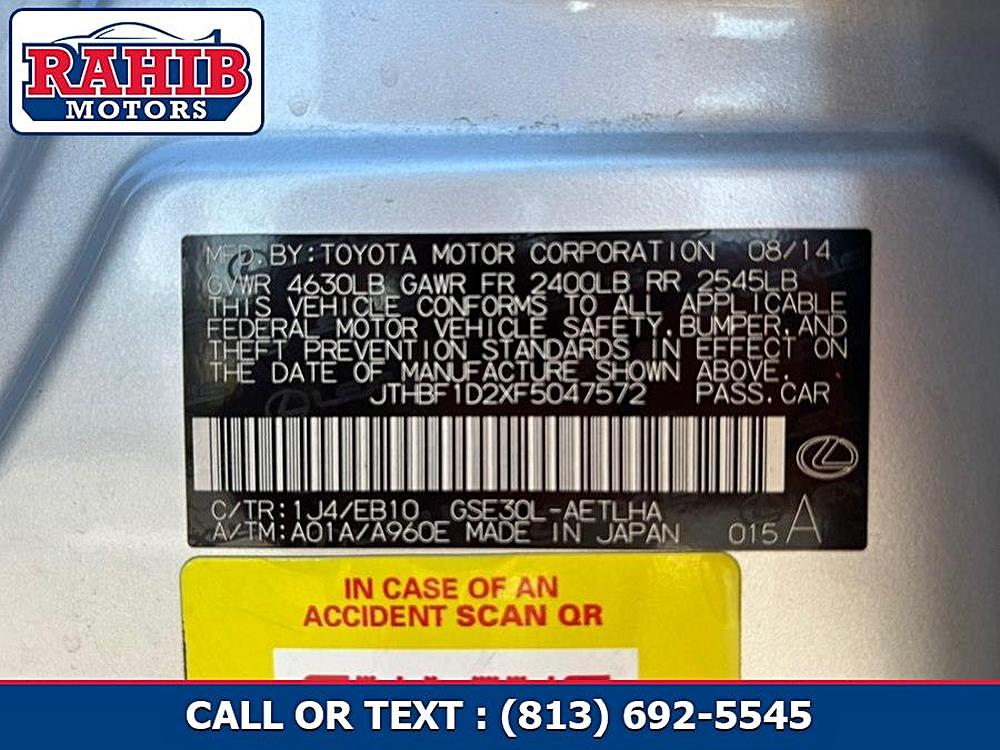 RAHIB
MOTORS
MFD.BY:TOYOTA MOTOR CORPORATION 08/14
GVWR 4630LB GAWR FR 2400LB RR 2545LB
THIS VEHICLE CONFORMS TO ALL APPLICABLE
FEDERAL MOTOR VEHICLE SAFETY,BUMPER,AND
THEFT PREVENTION STANDARDS IN EFFECT ON
THE DATE OF MANUFACTURE SHOWN ABOVE.
JTHBF1D2XF5047572 PASS.CAR
C/TR:1J4/EB10 GSE30L-AETLHA
A/TM:A01A/A960E MADE IN JAPAN 015 A
IN CASE OF AN
ACCIDENT SCAN QR
CALL OR TEXT : (813) 692-5545